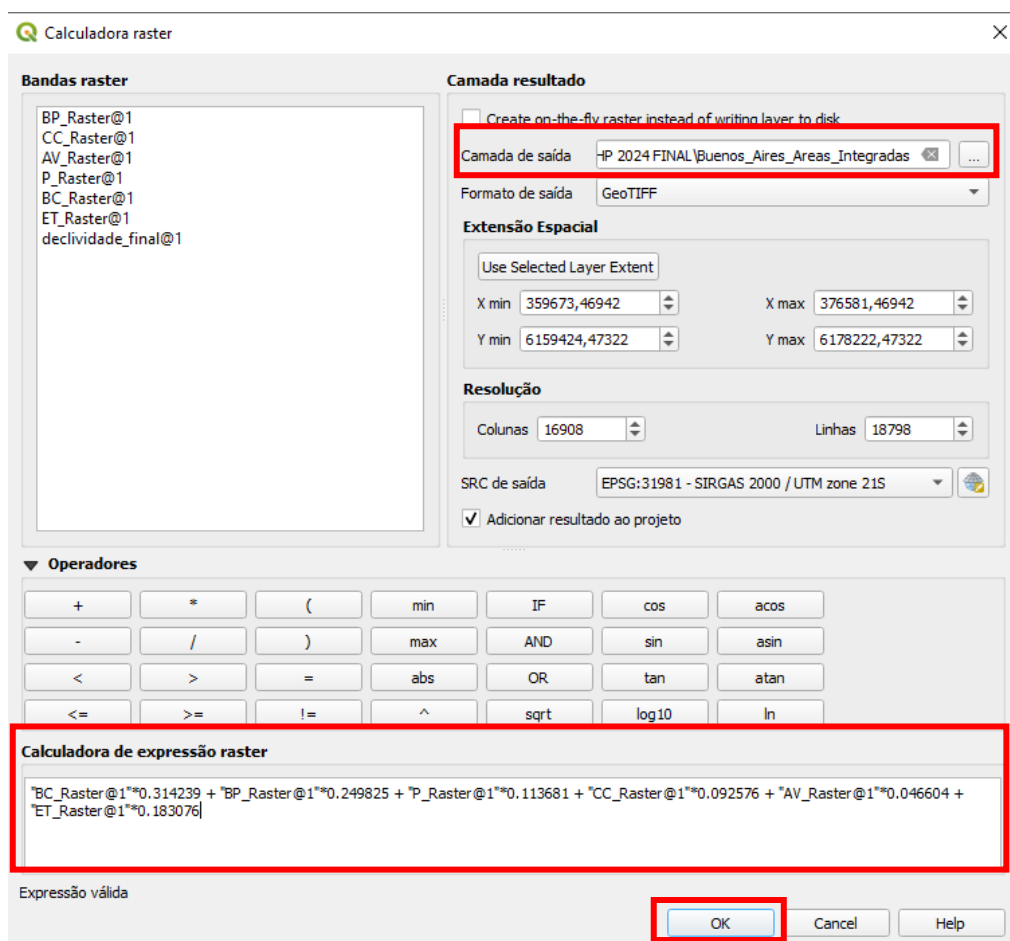 Calculadora raster
Bandas raster
BP_Raster@1
CC_Raster@1
AV_Raster@1
P_Raster@1
BC_Raster@1
ET_Raster@1
declividade_final@1
Camada resultado
Create on-the-fly raster instead of writing layer to disk
Camada de saída HP 2024 FINAL\Buenos_Aires_Areas_Integradas ...
Formato de saída GeoTIFF
Extensão Espacial
Use Selected Layer Extent
X min 359673,46942 X max 376581,46942
Y min 6159424,47322 Y max 6178222,47322
Resolução
Colunas 16908 Linhas 18798
SRC de saída EPSG:31981 - SIRGAS 2000 / UTM zone 21S
Adicionar resultado ao projeto
Operadores
+ * ( min IF cos acos
- / ) max AND sin asin
< > = abs OR tan atan
<= >= != ^ sqrt log10 ln
Calculadora de expressão raster
"BC_Raster@1"*0.314239 + "BP_Raster@1"*0.249825 + "P_Raster@1"*0.113681 + "CC_Raster@1"*0.092576 + "AV_Raster@1"*0.046604 +
"ET_Raster@1"*0.183076
Expressão válida
OK Cancel Help